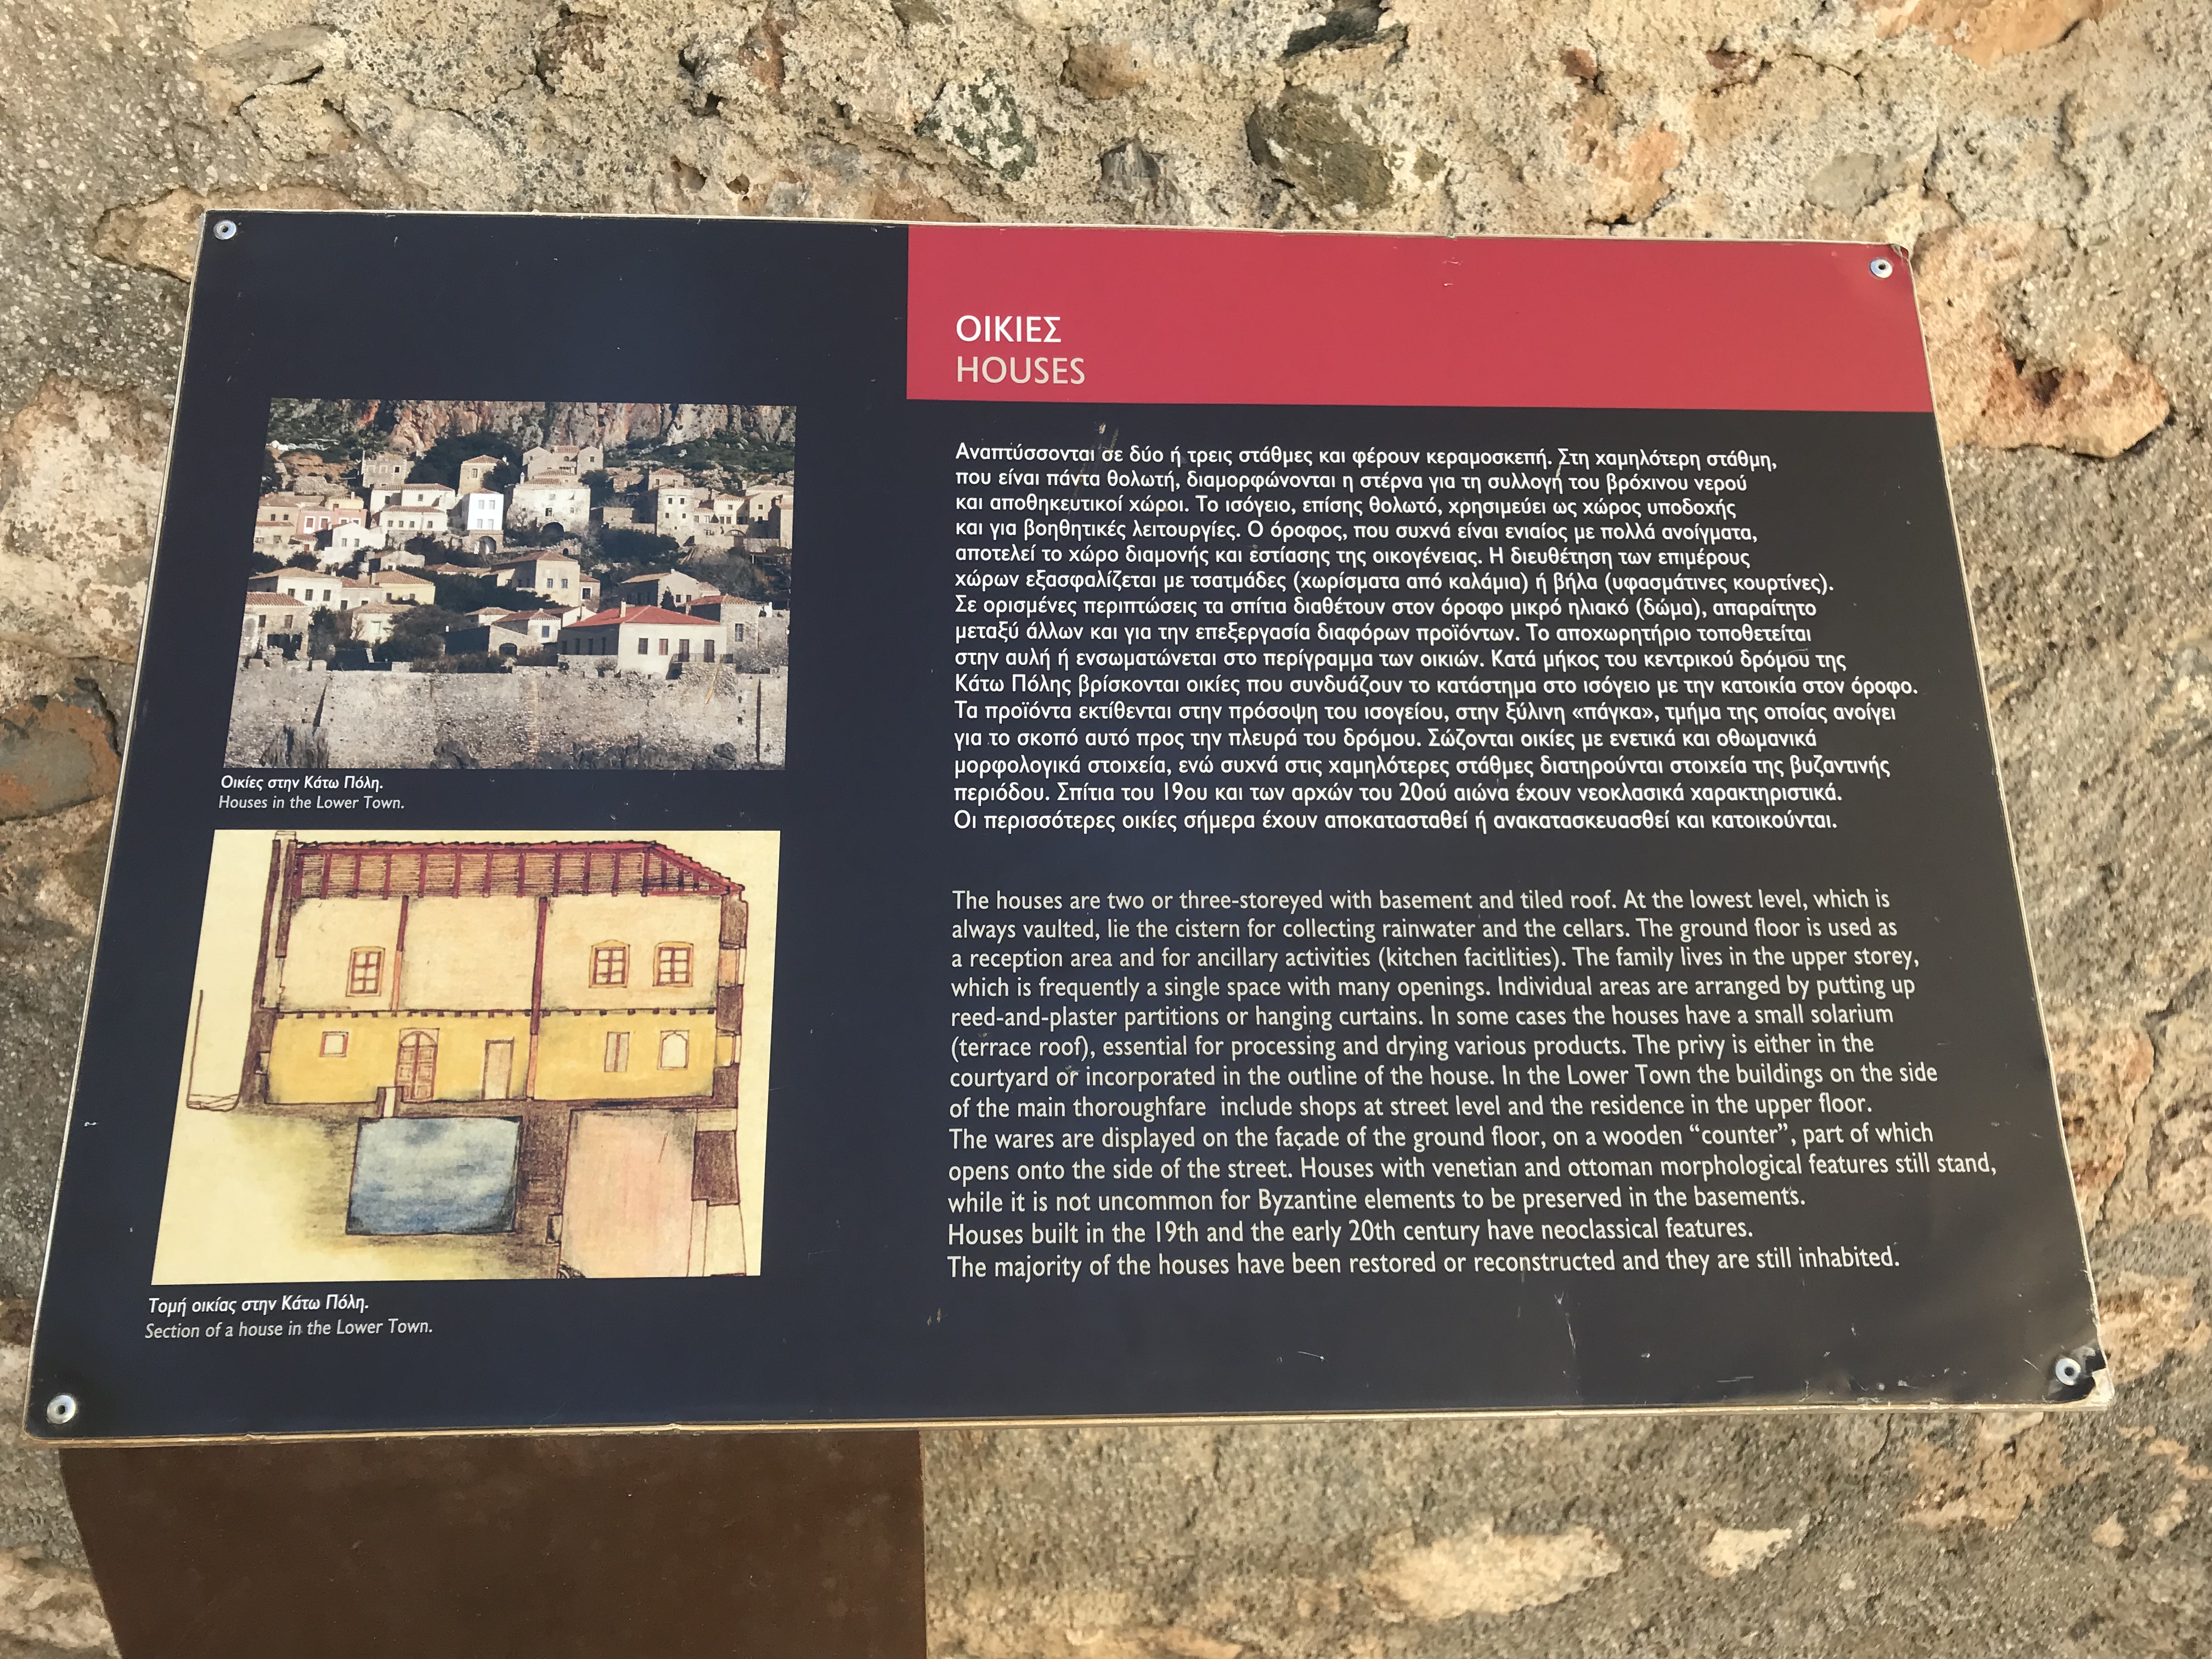 ΟΙΚΙΕΣ
HOUSES
Αναπτύσσονται σε δύο ή τρεις στάθμες και φέρουν κεραμοσκεπή. Στη χαμηλότερη στάθμη,
που είναι πάντα θολωτή, διαμορφώνονται η στέρνα για τη συλλογή του βρόχινου νερού
και αποθηκευτικοί χώροι. Το ισόγειο, επίσης θολωτό, χρησιμεύει ως χώρος υποδοχής
και για βοηθητικές λειτουργίες. Ο όροφος, που συχνά είναι ενιαίος με πολλά ανοίγματα,
αποτελεί το χώρο διαμονής και εστίασης της οικογένειας. Η διευθέτηση των επιμέρους
χώρων εξασφαλίζεται με τσατμάδες (χωρίσματα από καλάμια) ή βήλα (υφασμάτινες κουρτίνες).
Σε ορισμένες περιπτώσεις τα σπίτια διαθέτουν στον όροφο μικρό ηλιακό (δώμα), απαραίτητο
μεταξύ άλλων και για την επεξεργασία διαφόρων προϊόντων. Το αποχωρητήριο τοποθετείται
στην αυλή ή ενσωματώνεται στο περίγραμμα των οικιών. Κατά μήκος του κεντρικού δρόμου της
Κάτω Πόλης βρίσκονται οικίες που συνδυάζουν το κατάστημα στο ισόγειο με την κατοικία στον όροφο.
Τα προϊόντα εκτίθενται στην πρόσοψη του ισογείου, στην ξύλινη «πάγκα», τμήμα της οποίας ανοίγει
για το σκοπό αυτό προς την πλευρά του δρόμου. Σώζονται οικίες με ενετικά και οθωμανικά
μορφολογικά στοιχεία, ενώ συχνά στις χαμηλότερες στάθμες διατηρούνται στοιχεία της βυζαντινής
περιόδου. Σπίτια του 19ου και των αρχών του 20ού αιώνα έχουν νεοκλασικά χαρακτηριστικά.
Οι περισσότερες οικίες σήμερα έχουν αποκατασταθεί ή ανακατασκευασθεί και κατοικούνται.
The houses are two or three-storeyed with basement and tiled roof. At the lowest level, which is
always vaulted, lie the cistern for collecting rainwater and the cellars. The ground floor is used as
a reception area and for ancillary activities (kitchen facitlities). The family lives in the upper storey,
which is frequently a single space with many openings. Individual areas are arranged by putting up
reed-and-plaster partitions or hanging curtains. In some cases the houses have a small solarium
(terrace roof), essential for processing and drying various products. The privy is either in the
courtyard or incorporated in the outline of the house. In the Lower Town the buildings on the side
of the main thoroughfare include shops at street level and the residence in the upper floor.
The wares are displayed on the façade of the ground floor, on a wooden “counter”, part of which
opens onto the side of the street. Houses with venetian and ottoman morphological features still stand,
while it is not uncommon for Byzantine elements to be preserved in the basements.
Houses built in the 19th and the early 20th century have neoclassical features.
The majority of the houses have been restored or reconstructed and they are still inhabited.
Οικίες στην Κάτω Πόλη.
Houses in the Lower Town.
Τομή οικίας στην Κάτω Πόλη.
Section of a house in the Lower Town.